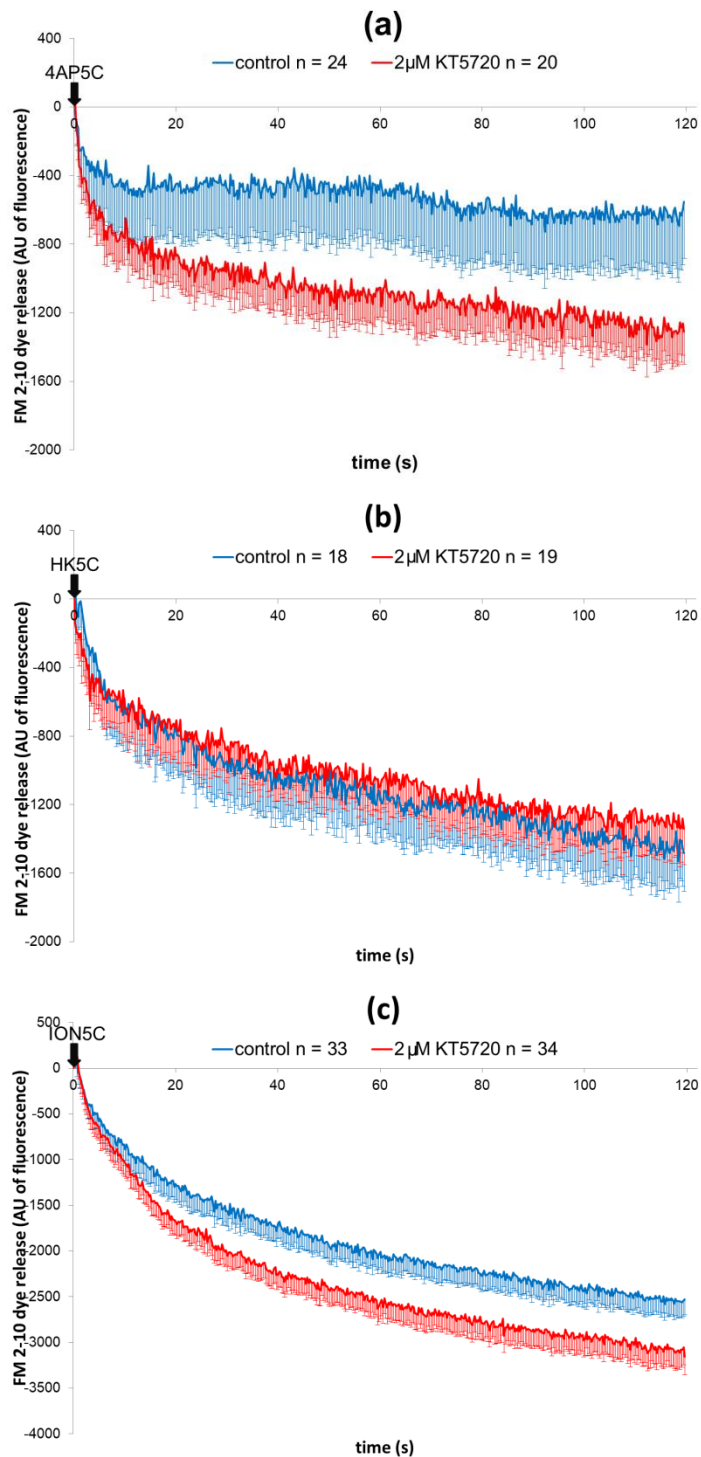 (a)
400
4AP5C
control n = 24
2µM KT5720 n = 20
0
0
20
40
60
80
100
120
-400
-800
-1200
-1600
-2000
FM 2-10 dye release (AU of fluorescence)
time (s)
(b)
400
HK5C
control n = 18
2µM KT5720 n = 19
0
0
20
40
60
80
100
120
-400
-800
-1200
-1600
-2000
FM 2-10 dye release (AU of fluorescence)
time (s)
(c)
500
ION5C
control n = 33
2µM KT5720 n = 34
0
0
20
40
60
80
100
120
-500
-1000
-1500
-2000
-2500
-3000
-3500
-4000
FM 2-10 dye release (AU of fluorescence)
time (s)